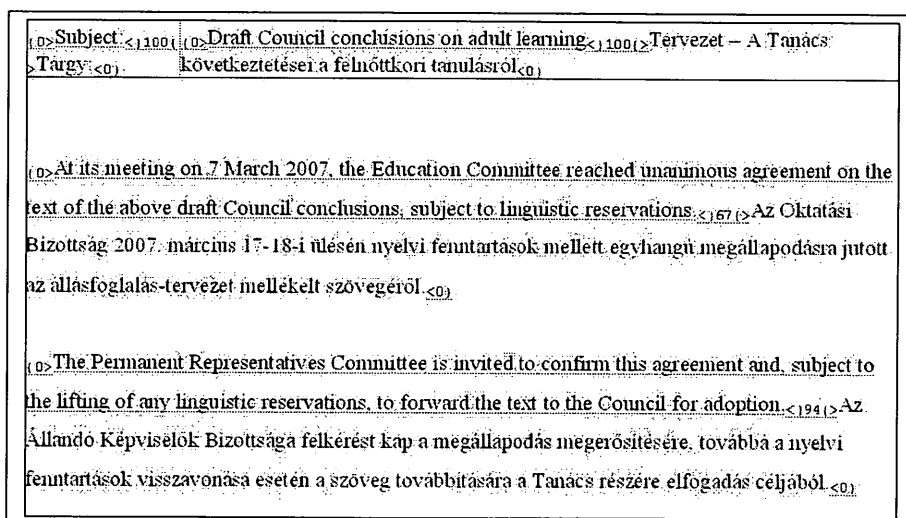 {0>Subject:<}100{ {0>Draft Council conclusions on adult learning<}100{>Tervezet – A Tanács
>Tárgy:<0} következtetései a felnőttkori tanulásról<0}
{0>At its meeting on 7 March 2007, the Education Committee reached unanimous agreement on the
text of the above draft Council conclusions, subject to linguistic reservations.<}67{>Az Oktatási
Bizottság 2007. március 17-18-i ülésén nyelvi fenntartások mellett egyhangú megállapodásra jutott
az állásfoglalás-tervezet mellékelt szövegéről.<0}
{0>The Permanent Representatives Committee is invited to confirm this agreement and, subject to
the lifting of any linguistic reservations, to forward the text to the Council for adoption.<}94{>Az
Állandó Képviselők Bizottsága felkérést kap a megállapodás megerősítésére, továbbá a nyelvi
fenntartások visszavonása esetén a szöveg továbbítására a Tanács részére elfogadás céljából.<0}